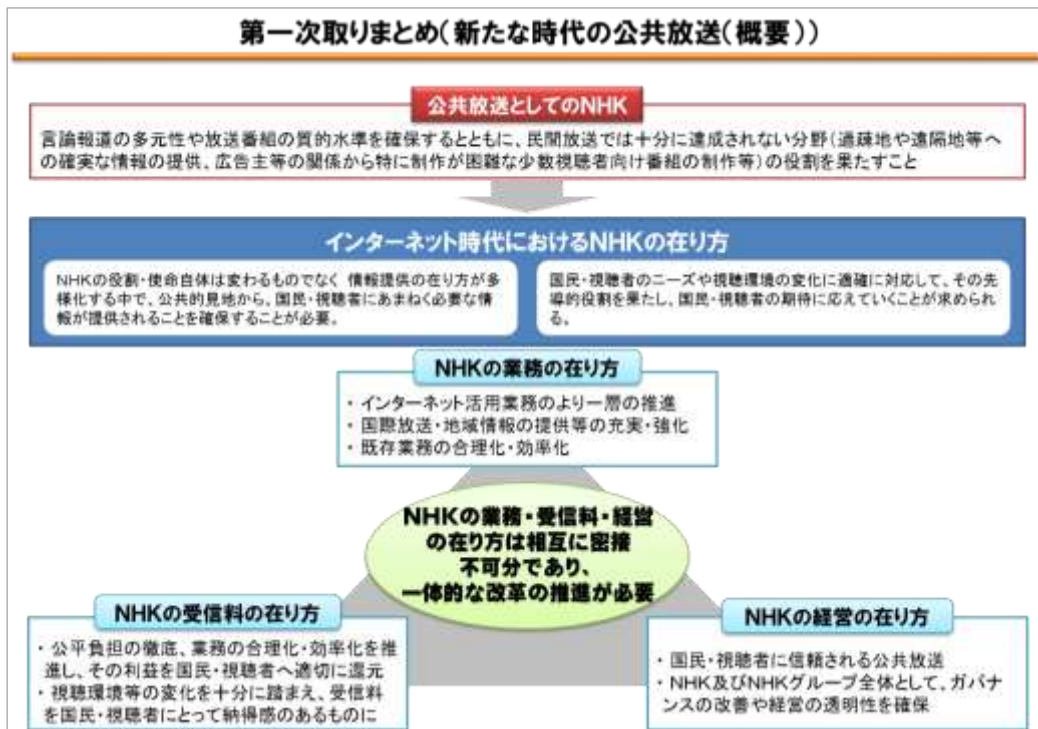 第一次取りまとめ(新たな時代の公共放送(概要))
公共放送としてのNHK
言論報道の多元性や放送番組の質的水準を確保するとともに、民間放送では十分に達成されない分野(過疎地や遠隔地等へ
の確実な情報の提供、広告主等の関係から特に制作が困難な少数視聴者向け番組の制作等)の役割を果たすこと
インターネット時代におけるNHKの在り方
NHKの役割・使命自体は変わるものでなく 情報提供の在り方が多
様化する中で、公共的見地から、国民・視聴者にあまねく必要な情
報が提供されることを確保することが必要。
国民・視聴者のニーズや視聴環境の変化に適確に対応して、その先
導的役割を果たし、国民・視聴者の期待に応えていくことが求められ
る。
NHKの業務の在り方
・ インターネット活用業務のより一層の推進
・ 国際放送・地域情報の提供等の充実・強化
・ 既存業務の合理化・効率化
NHKの業務・受信料・経営
の在り方は相互に密接
不可分であり、
一体的な改革の推進が必要
NHKの受信料の在り方
・ 公平負担の徹底、業務の合理化・効率化を推
進し、その利益を国民・視聴者へ適切に還元
・ 視聴環境等の変化を十分に踏まえ、受信料
を国民・視聴者にとって納得感のあるものに
NHKの経営の在り方
・ 国民・視聴者に信頼される公共放送
・ NHK及びNHKグループ全体として、ガバナ
ンスの改善や経営の透明性を確保